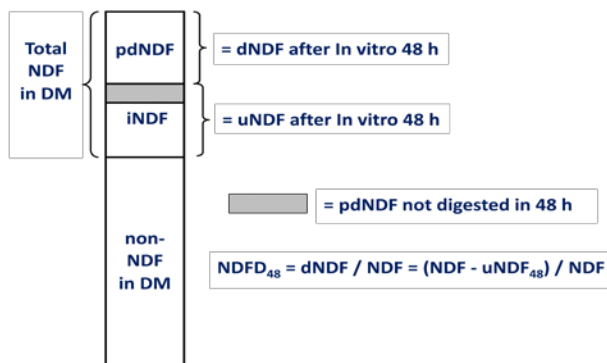 Total
NDF
in DM
pdNDF
= dNDF after In vitro 48 h
iNDF
= uNDF after In vitro 48 h
= pdNDF not digested in 48 h
non-
NDF
in DM
NDFD₄₈ = dNDF / NDF = (NDF - uNDF₄₈) / NDF